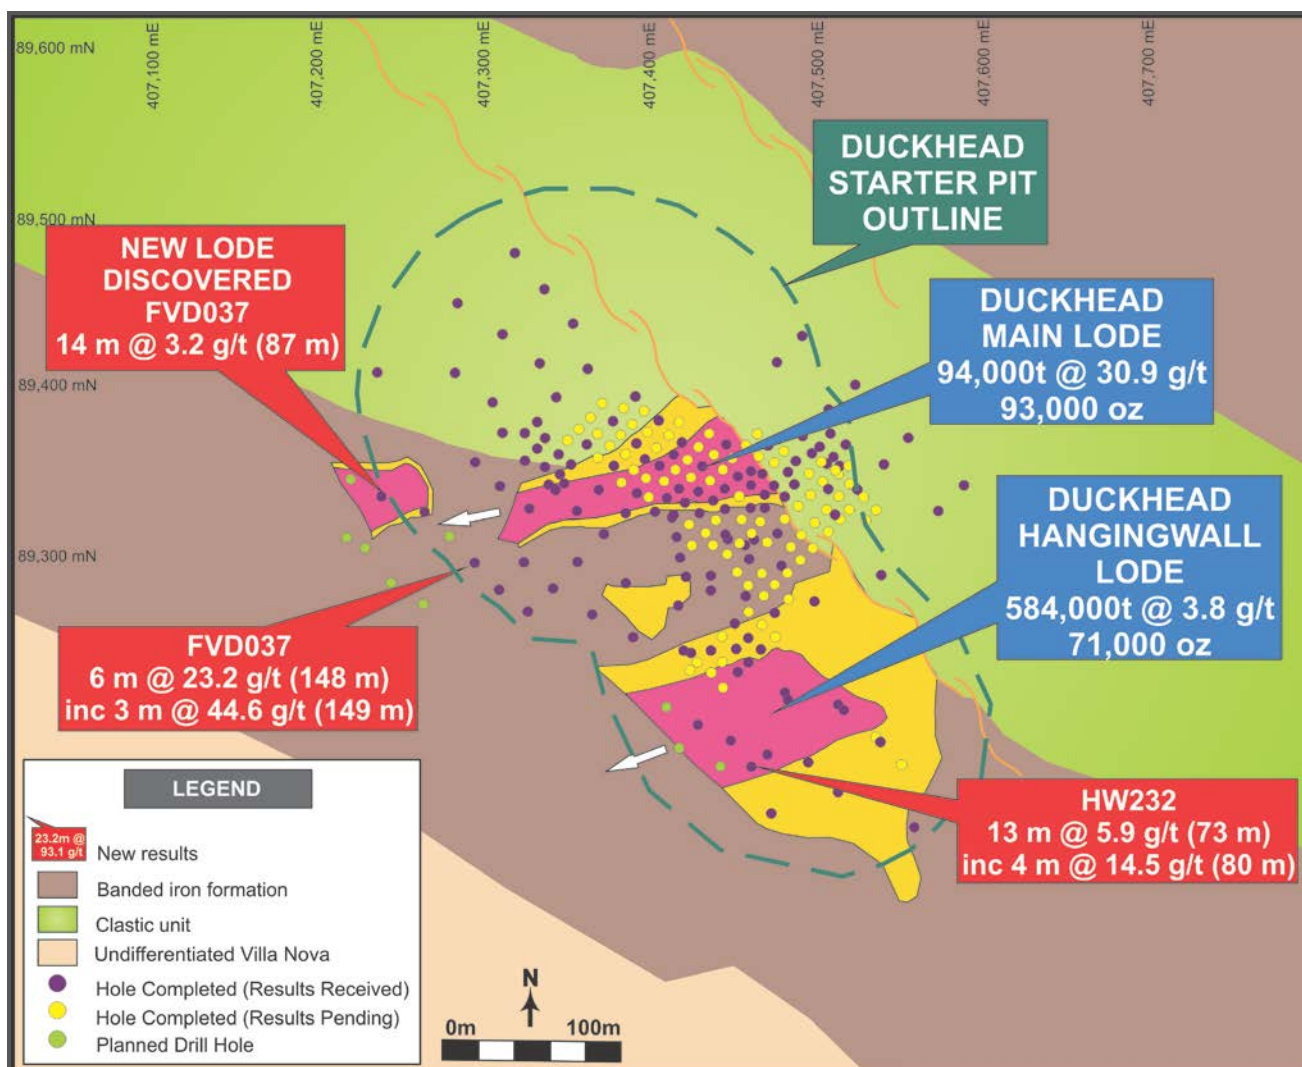 89,600 mN
407,100 mE
407,200 mE
407,300 mE
407,400 mE
407,500 mE
407,600 mE
407,700 mE
DUCKHEAD
STARTER PIT
OUTLINE
89,500 mN
NEW LODE
DISCOVERED
FVD037
14 m @ 3.2 g/t (87 m)
DUCKHEAD
MAIN LODE
94,000t @ 30.9 g/t
93,000 oz
89,400 mN
DUCKHEAD
HANGINGWALL
LODE
584,000t @ 3.8 g/t
71,000 oz
89,300 mN
FVD037
6 m @ 23.2 g/t (148 m)
inc 3 m @ 44.6 g/t (149 m)
HW232
13 m @ 5.9 g/t (73 m)
inc 4 m @ 14.5 g/t (80 m)
LEGEND
23.2m @
93.1 g/t
New results
Banded iron formation
Clastic unit
Undifferentiated Villa Nova
Hole Completed (Results Received)
Hole Completed (Results Pending)
Planned Drill Hole
N
0m 100m